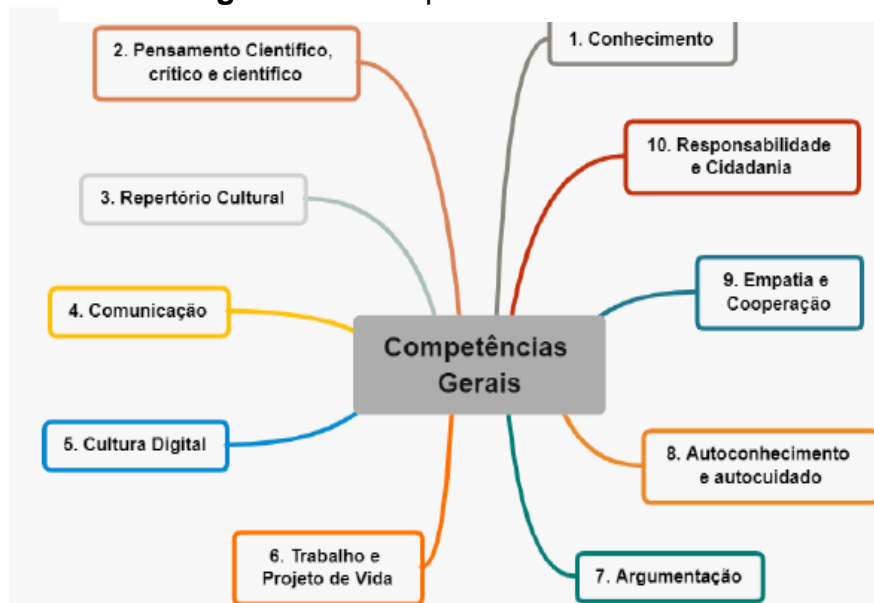 2. Pensamento Científico,
crítico e científico
1. Conhecimento
10. Responsabilidade
e Cidadania
3. Repertório Cultural
9. Empatia e
Cooperação
4. Comunicação
Competências
Gerais
5. Cultura Digital
8. Autoconhecimento
e autocuidado
6. Trabalho e
Projeto de Vida
7. Argumentação